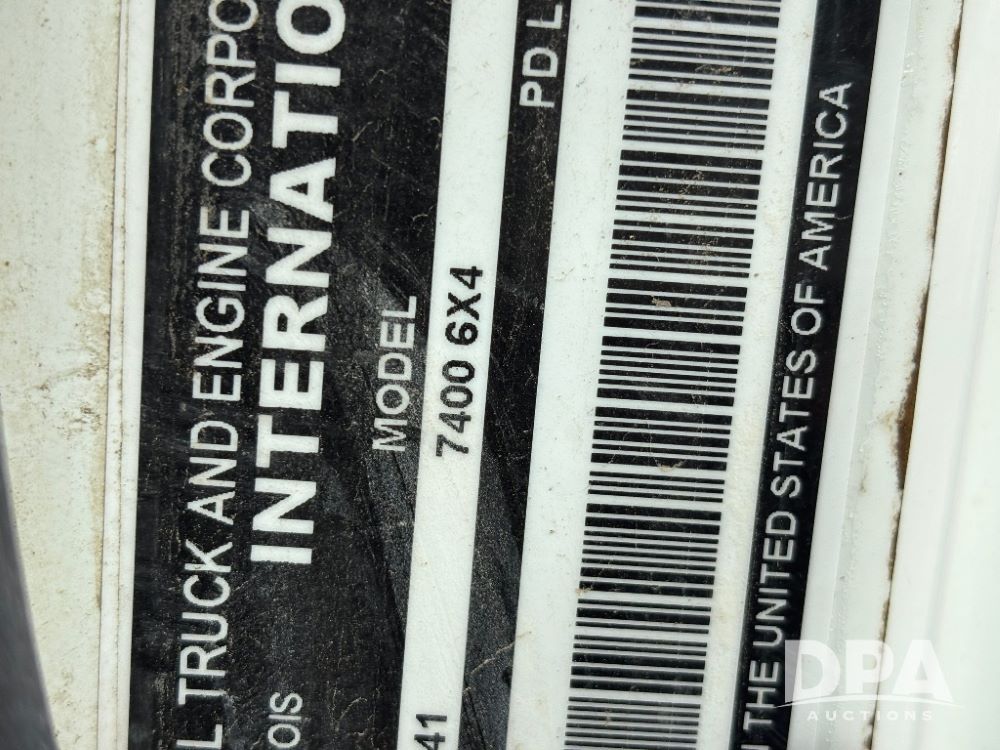 L TRUCK AND ENGINE CORPO
OIS
INTERNATIO
MODEL
41
7400 6X4
PD L
THE UNITED STATES OF AMERICA
DPA
AUCTIONS